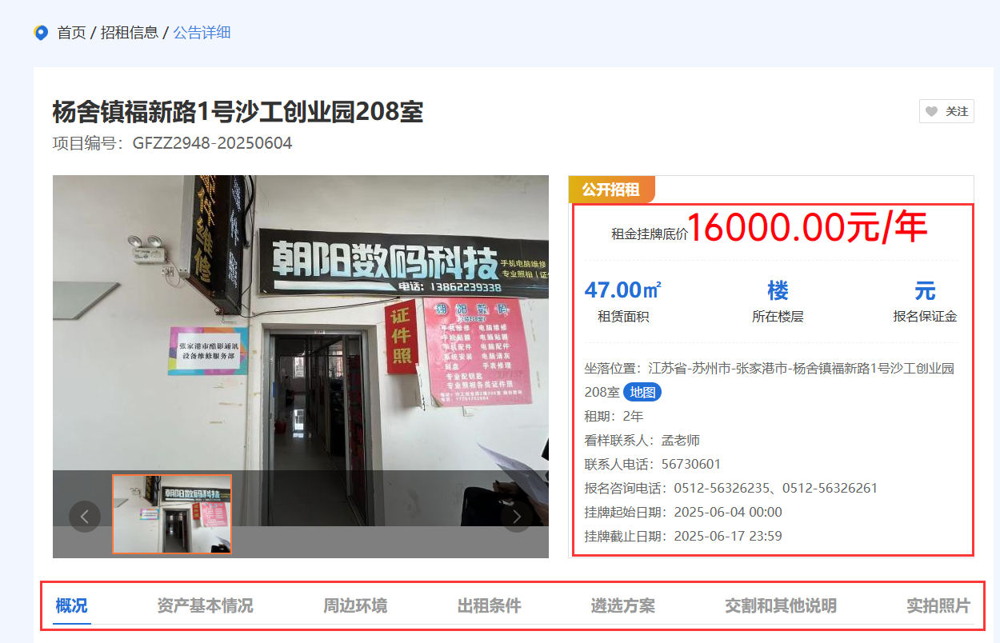 首页 / 招租信息 / 公告详细
杨舍镇福新路1号沙工创业园208室
关注
项目编号：GFZZ2948-20250604
件维修
朝阳数码科技
手机电脑维修
专业照相
电话：13862239338
张家港市酷影通讯
设备维修服务部
证件照
朝阳数码
手机维修 电脑维修
手机贴膜 电脑贴膜
手机配件 电脑配件
系统安装 电脑清灰
刻盘 手表修理
专业配钥匙
专业照相各类证件照
公开招租
租金挂牌底价16000.00元/年
47.00㎡ 楼 元
租赁面积 所在楼层 报名保证金
坐落位置：江苏省-苏州市-张家港市-杨舍镇福新路1号沙工创业园
208室 地图
租期：2年
看样联系人：孟老师
联系人电话：56730601
报名咨询电话：0512-56326235、0512-56326261
挂牌起始日期：2025-06-04 00:00
挂牌截止日期：2025-06-17 23:59
概况 资产基本情况 周边环境 出租条件 遴选方案 交割和其他说明 实拍照片